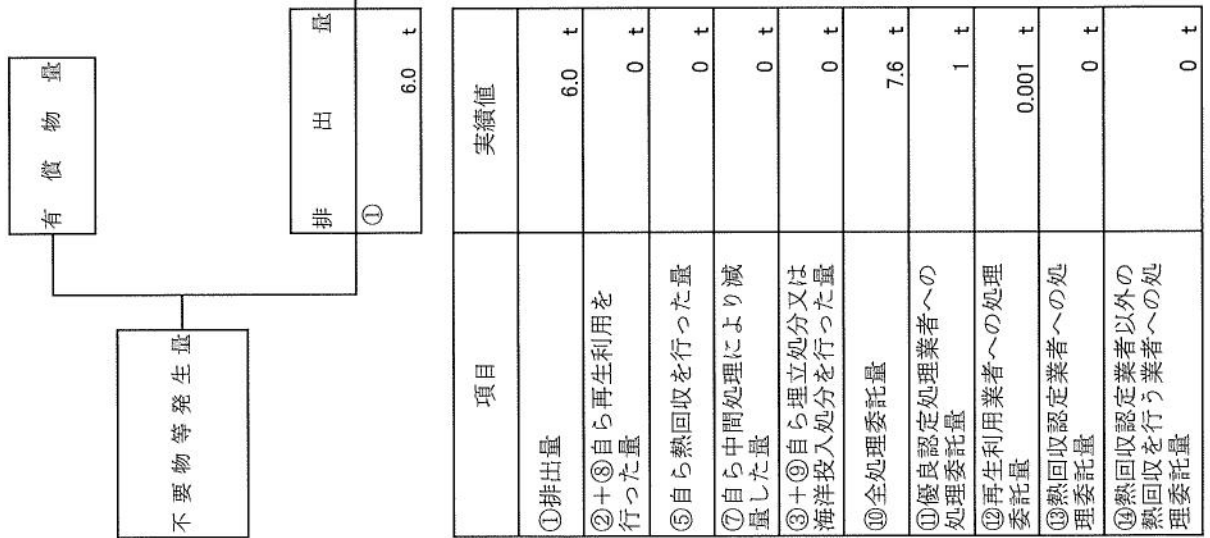 有償物量
不要物等発生量
排出量
① 6.0 t
項目 実績値
①排出量 6.0 t
②+⑧自ら再生利用を
行った量 0 t
⑤自ら熱回収を行った量 0 t
⑦自ら中間処理により減
量した量 0 t
③+⑨自ら埋立処分又は
海洋投入処分を行った量 0 t
⑩全処理委託量 7.6 t
⑪優良認定処理業者への
処理委託量 1 t
⑫再生利用業者への処理
委託量 0.001 t
⑬熱回収認定業者への処
理委託量 0 t
⑭熱回収認定業者以外の
熱回収を行う業者への処
理委託量 0 t